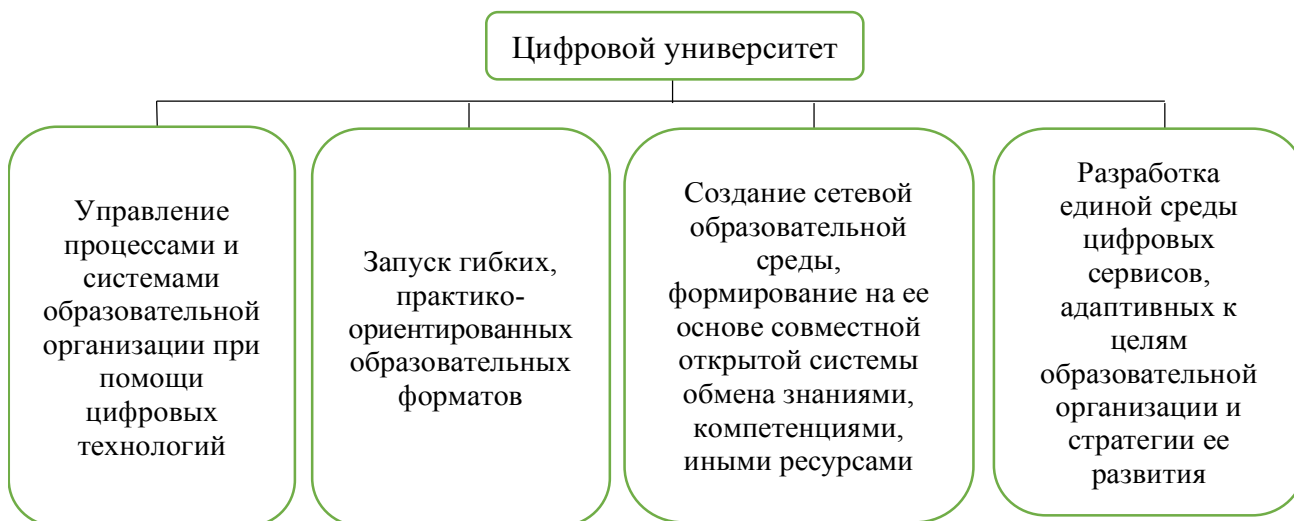 Цифровой университет
Управление
процессами и
системами
образовательной
организации при
помощи
цифровых
технологий
Запуск гибких,
практико-
ориентированных
образовательных
форматов
Создание сетевой
образовательной
среды,
формирование на ее
основе совместной
открытой системы
обмена знаниями,
компетенциями,
иными ресурсами
Разработка
единой среды
цифровых
сервисов,
адаптивных к
целям
образовательной
организации и
стратегии ее
развития